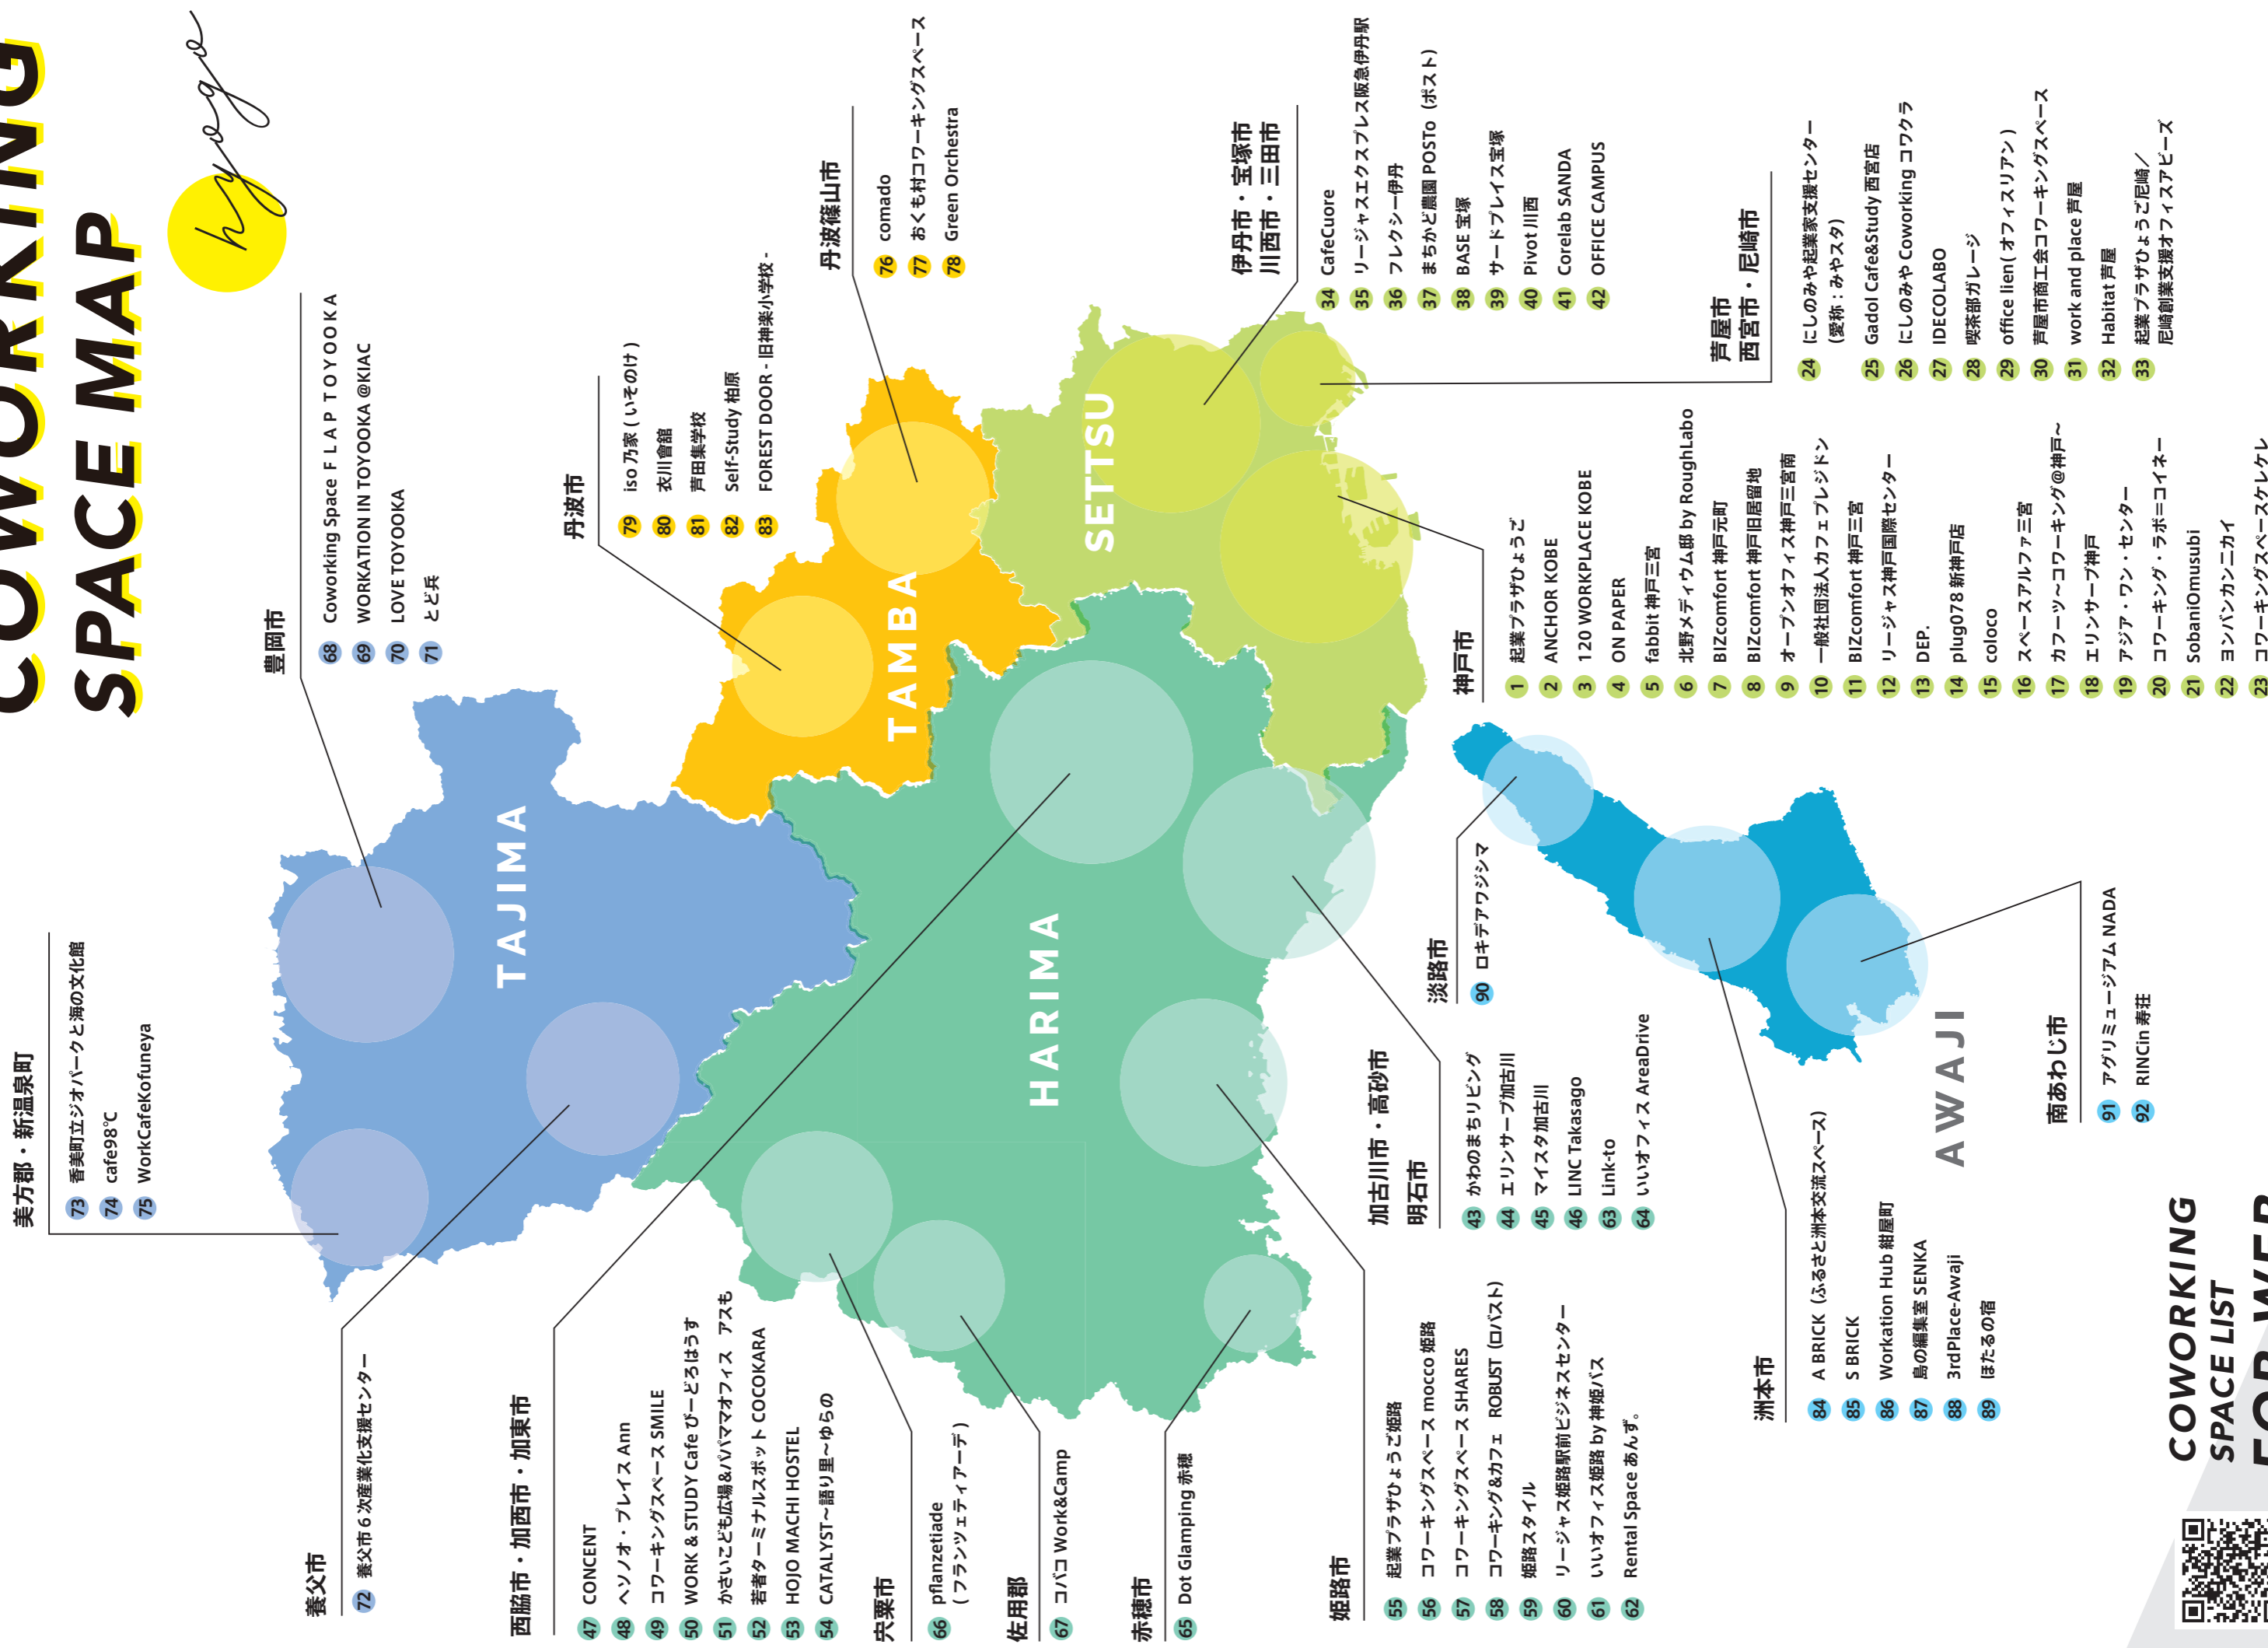 COWORKING
SPACE MAP
hyogo
美方郡・新温泉町
73 香美町立ジオパークと海の文化館
74 cafe98℃
75 WorkCafeKofuneya
豊岡市
68 Coworking Space ＦＬＡＰ ＴＯＹＯＯＫＡ
69 WORKATION IN TOYOOKA @KIAC
70 LOVE TOYOOKA
71 とど兵
養父市
72 養父市６次産業化支援センター
丹波市
79 iso 乃家 ( いそのけ )
80 衣川會舘
81 芦田集学校
82 Self-Study 柏原
83 FOREST DOOR - 旧神楽小学校 -
丹波篠山市
76 comado
77 おくも村コワーキングスペース
78 Green Orchestra
TAJIMA
TAMBA
SETTSU
HARIMA
AWAJI
西脇市・加西市・加東市
47 CONCENT
48 ヘソノオ・プレイス Ann
49 コワーキングスペース SMILE
50 WORK & STUDY Cafe びーどろはうす
51 かさいこども広場&パパママオフィス　アスも
52 若者ターミナルスポット COCOKARA
53 HOJO MACHI HOSTEL
54 CATALYST～語り里～ゆらの
宍粟市
66 pflanzetiade
( フランツェティアーデ )
佐用郡
67 コバコ Work&Camp
赤穂市
65 Dot Glamping 赤穂
姫路市
55 起業プラザひょうご姫路
56 コワーキングスペース mocco 姫路
57 コワーキングスペース SHARES
58 コワーキング&カフェ　ROBUST（ロバスト）
59 姫路スタイル
60 リージャス姫路駅前ビジネスセンター
61 いいオフィス姫路 by 神姫バス
62 Rental Space あんず。
加古川市・高砂市
明石市
43 かわのまちリビング
44 エリンサーブ加古川
45 マイスタ加古川
46 LINC Takasago
63 Link-to
64 いいオフィス AreaDrive
伊丹市・宝塚市
川西市・三田市
34 CafeCuore
35 リージャスエクスプレス阪急伊丹駅
36 フレクシー伊丹
37 まちかど農園 POSTo（ポスト）
38 BASE 宝塚
39 サードプレイス宝塚
40 Pivot 川西
41 Corelab SANDA
42 OFFICE CAMPUS
芦屋市
西宮市・尼崎市
24 にしのみや起業家支援センター
（愛称：みやスタ）
25 Gadol Cafe&Study 西宮店
26 にしのみや Coworking コワクラ
27 IDECOLABO
28 喫茶部ガレージ
29 office lien( オフィスリアン )
30 芦屋市商工会コワーキングスペース
31 work and place 芦屋
32 Habitat 芦屋
33 起業プラザひょうご尼崎／
尼崎創業支援オフィスアビーズ
神戸市
1 起業プラザひょうご
2 ANCHOR KOBE
3 120 WORKPLACE KOBE
4 ON PAPER
5 fabbit 神戸三宮
6 北野メディウム邸 by RoughLabo
7 BIZcomfort 神戸元町
8 BIZcomfort 神戸旧居留地
9 オープンオフィス神戸三宮南
10 一般社団法人カフェプレジドン
11 BIZcomfort 神戸三宮
12 リージャス神戸国際センター
13 DEP.
14 plug078 新神戸店
15 coloco
16 スペースアルファ三宮
17 カフーツ～コワーキング@神戸～
18 エリンサーブ神戸
19 アジア・ワン・センター
20 コワーキング・ラボ＝コイネー
21 SobaniOmusubi
22 ヨンバンカンニカイ
23 コワーキングスペーススケレケレ
淡路市
90 ロキデアワジシマ
洲本市
84 A BRICK（ふるさと洲本交流スペース）
85 S BRICK
86 Workation Hub 紺屋町
87 島の編集室 SENKA
88 3rdPlace-Awaji
89 ほたるの宿
南あわじ市
91 アグリミュージアム NADA
92 RINCin 寿荘
COWORKING
SPACE LIST
FOR WEB